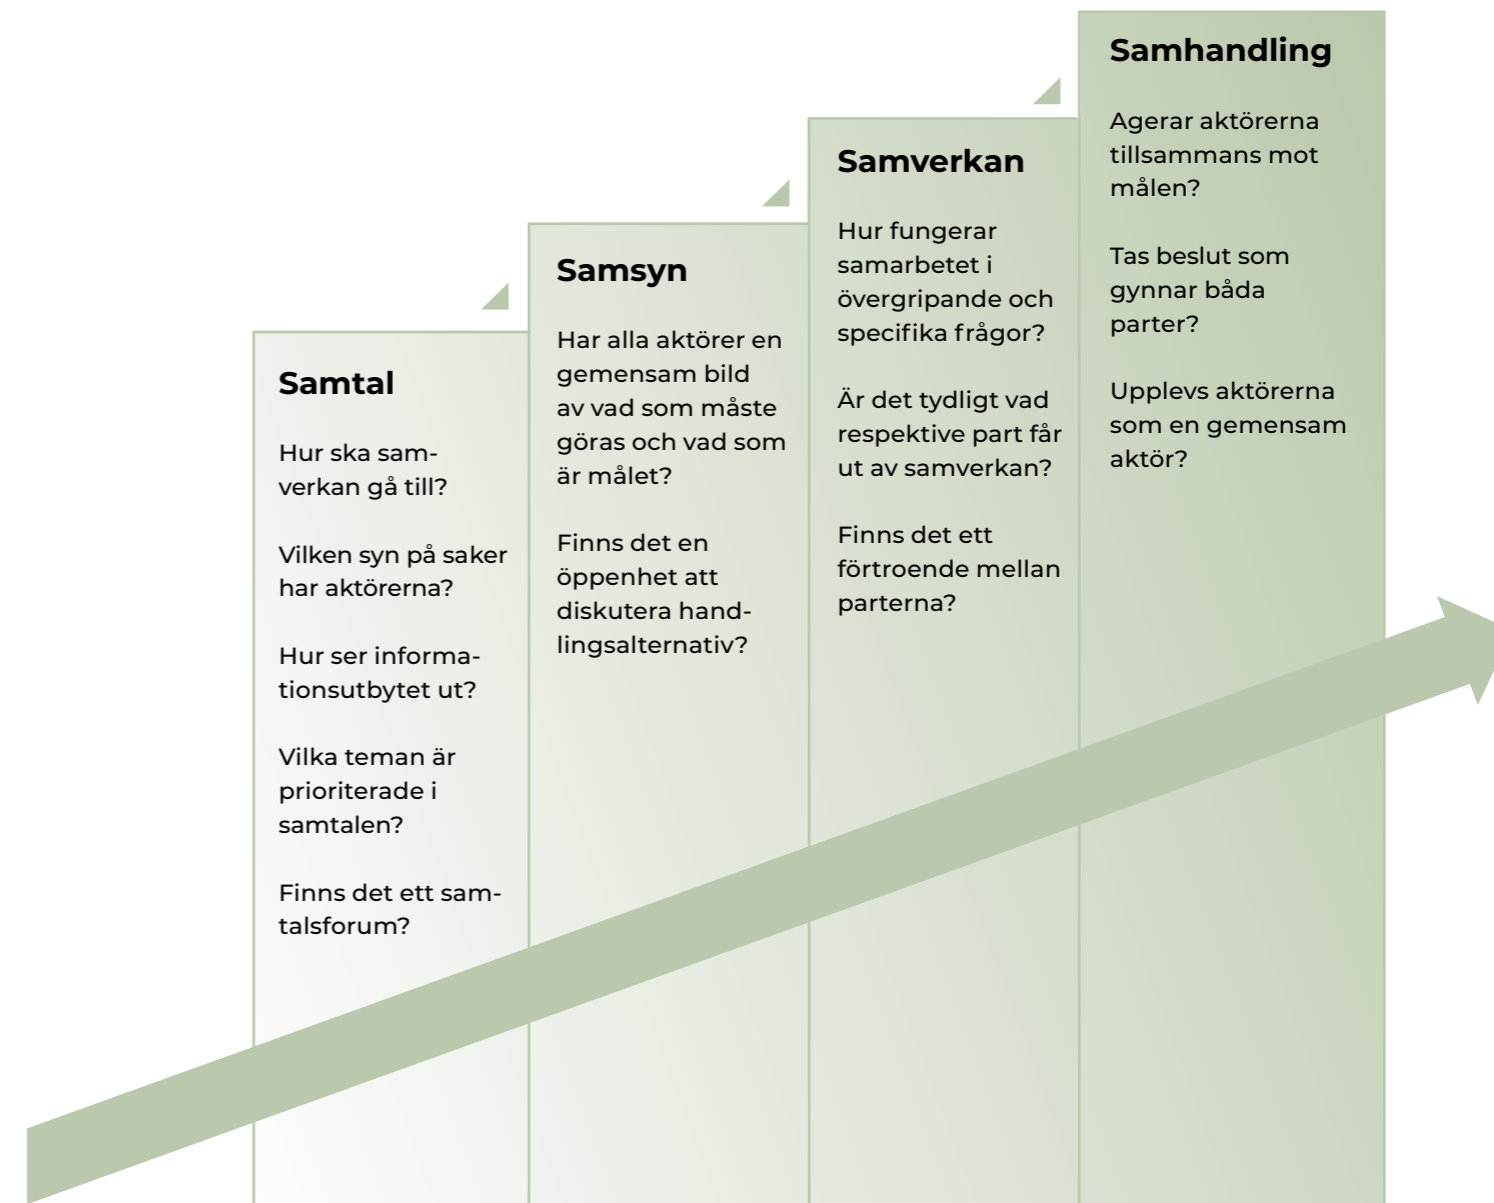 Samtal
Hur ska sam-
verkan gå till?
Vilken syn på saker
har aktörerna?
Hur ser informa-
tionsutbytet ut?
Vilka teman är
prioriterade i
samtalen?
Finns det ett sam-
talsforum?
Samsyn
Har alla aktörer en
gemensam bild
av vad som måste
göras och vad som
är målet?
Finns det en
öppenhet att
diskutera hand-
lingsalternativ?
Samverkan
Hur fungerar
samarbetet i
övergripande och
specifika frågor?
Är det tydligt vad
respektive part får
ut av samverkan?
Finns det ett
förtroende mellan
parterna?
Samhandling
Agerar aktörerna
tillsammans mot
målen?
Tas beslut som
gynnar båda
parter?
Upplevs aktörerna
som en gemensam
aktör?